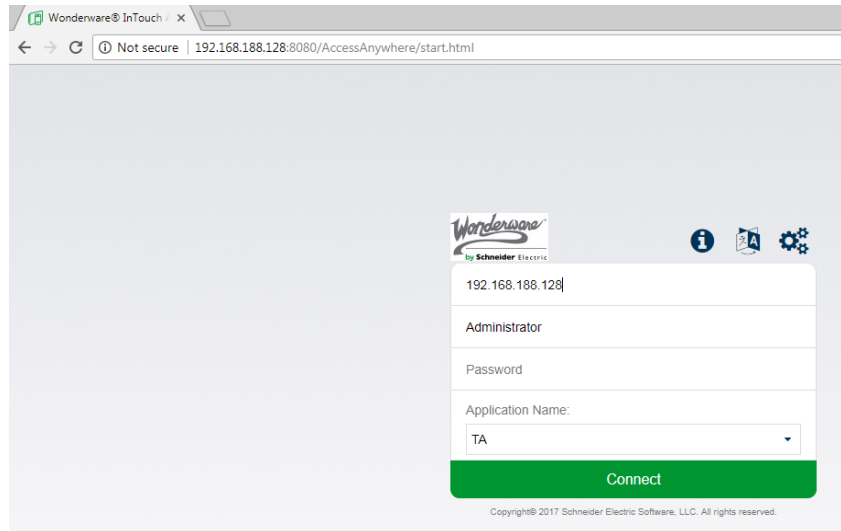 Wonderware® InTouch A
Not secure | 192.168.188.128:8080/AccessAnywhere/start.html
Wonderware
by Schneider Electric
192.168.188.128
Administrator
Password
Application Name:
TA
Connect
Copyright® 2017 Schneider Electric Software, LLC. All rights reserved.